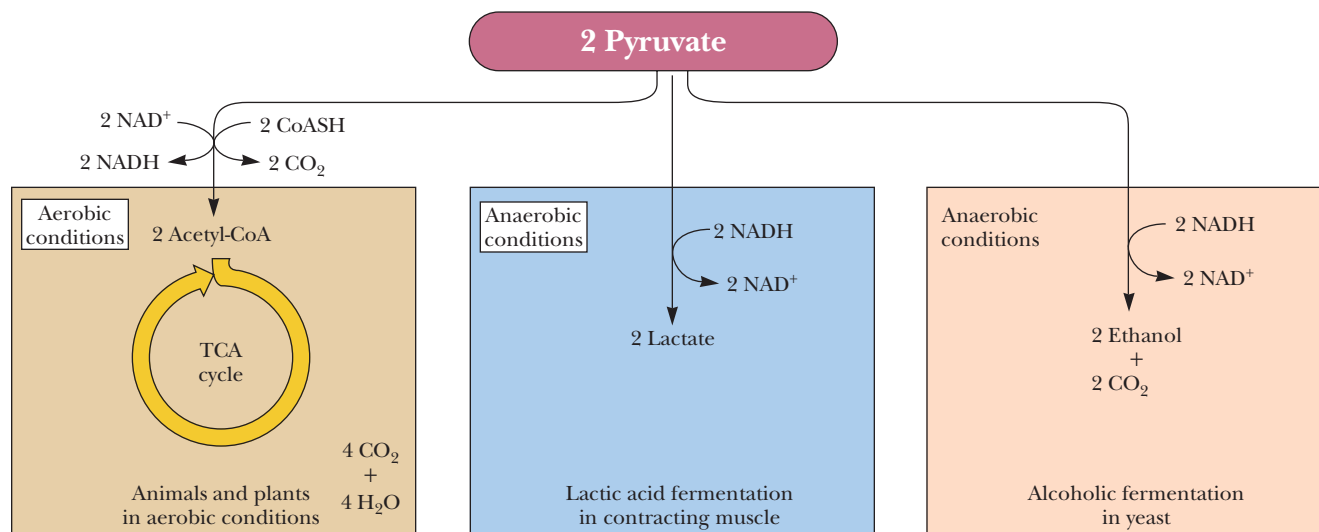 2 Pyruvate
2 NAD⁺
2 CoASH
2 NADH
2 CO₂
Aerobic
conditions
2 Acetyl-CoA
TCA
cycle
4 CO₂
+
4 H₂O
Animals and plants
in aerobic conditions
Anaerobic
conditions
2 NADH
2 NAD⁺
2 Lactate
Lactic acid fermentation
in contracting muscle
Anaerobic
conditions
2 NADH
2 NAD⁺
2 Ethanol
+
2 CO₂
Alcoholic fermentation
in yeast